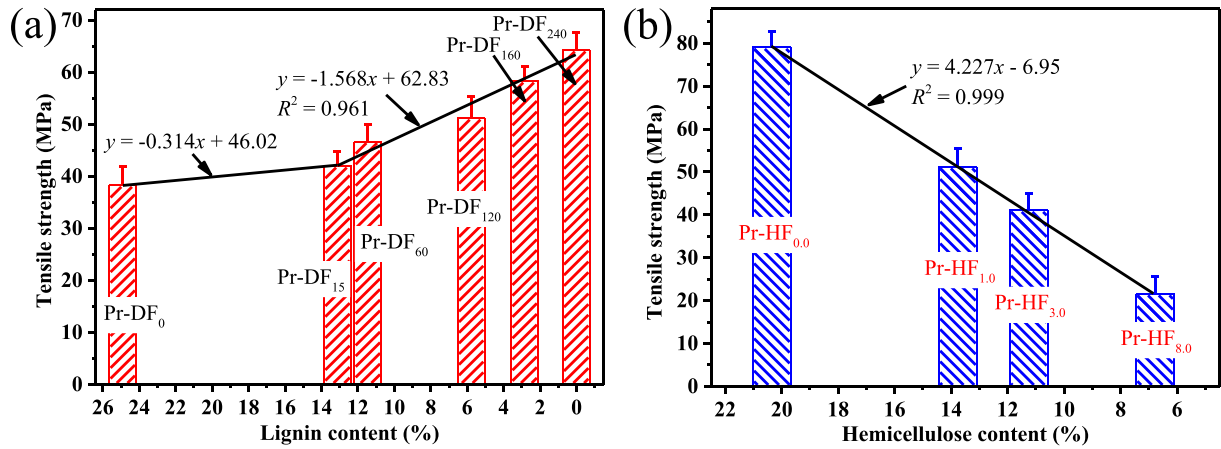 (a)
Tensile strength (MPa)
70
60
50
40
30
20
10
0
26 24 22 20 18 16 14 12 10 8 6 4 2 0
Lignin content (%)
y = -0.314x + 46.02
y = -1.568x + 62.83
R² = 0.961
Pr-DF₀
Pr-DF₁₅
Pr-DF₆₀
Pr-DF₁₂₀
Pr-DF₁₆₀
Pr-DF₂₄₀
(b)
Tensile strength (MPa)
80
70
60
50
40
30
20
10
0
22 20 18 16 14 12 10 8 6
Hemicellulose content (%)
y = 4.227x - 6.95
R² = 0.999
Pr-HF₀.₀
Pr-HF₁.₀
Pr-HF₃.₀
Pr-HF₈.₀